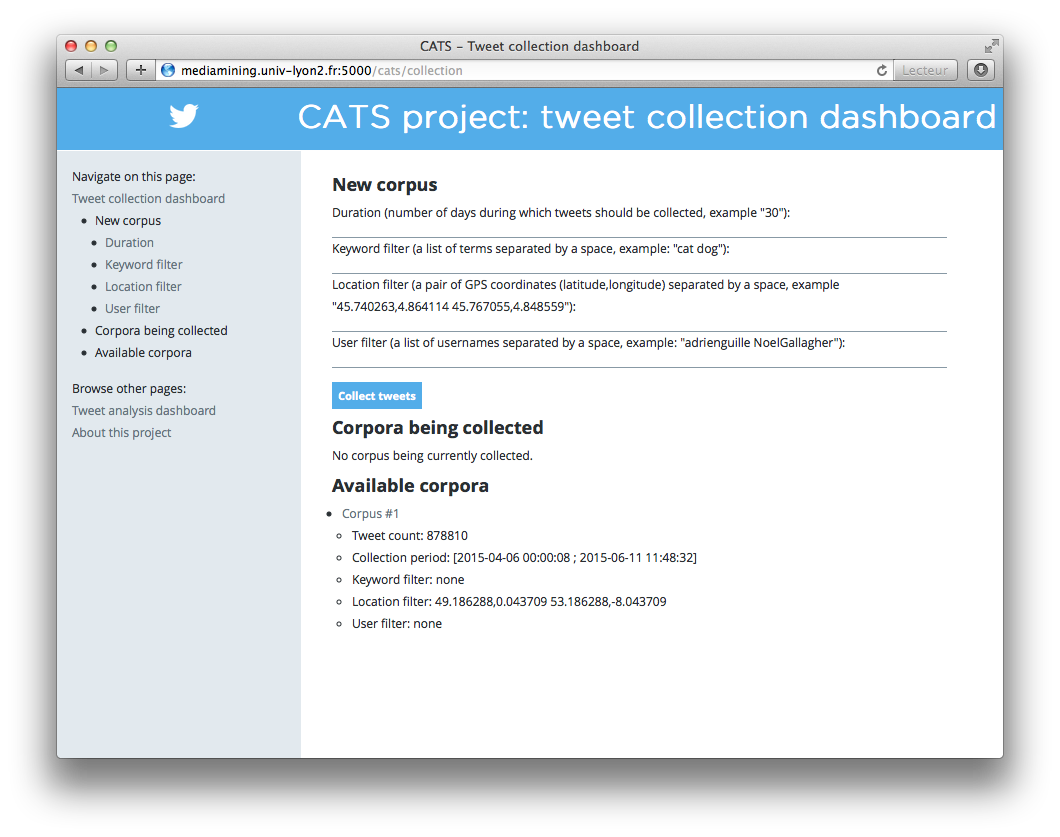 CATS – Tweet collection dashboard
mediamining.univ-lyon2.fr:5000/cats/collection
Lecteur
CATS project: tweet collection dashboard
Navigate on this page:
Tweet collection dashboard
New corpus
Duration
Keyword filter
Location filter
User filter
Corpora being collected
Available corpora
Browse other pages:
Tweet analysis dashboard
About this project
New corpus
Duration (number of days during which tweets should be collected, example "30"):
Keyword filter (a list of terms separated by a space, example: "cat dog"):
Location filter (a pair of GPS coordinates (latitude,longitude) separated by a space, example
"45.740263,4.864114 45.767055,4.848559"):
User filter (a list of usernames separated by a space, example: "adrienguille NoelGallagher"):
Collect tweets
Corpora being collected
No corpus being currently collected.
Available corpora
Corpus #1
Tweet count: 878810
Collection period: [2015-04-06 00:00:08 ; 2015-06-11 11:48:32]
Keyword filter: none
Location filter: 49.186288,0.043709 53.186288,-8.043709
User filter: none